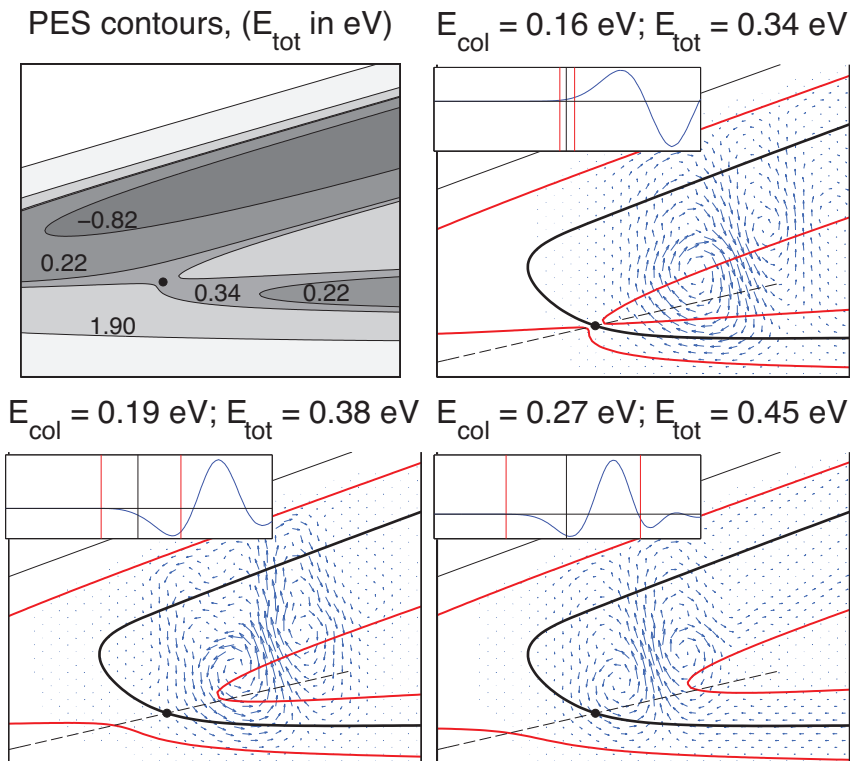 PES contours, (E_tot in eV)
E_col = 0.16 eV; E_tot = 0.34 eV
−0.82
0.22
0.34
0.22
1.90
E_col = 0.19 eV; E_tot = 0.38 eV
E_col = 0.27 eV; E_tot = 0.45 eV